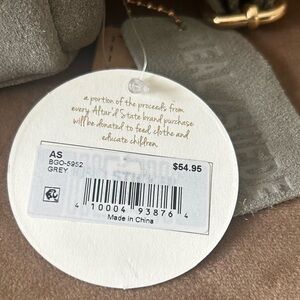 a portion of the proceeds from
every Altar'd State brand purchase
will be donated to feed, clothe and
educate children.
AS
BGO-5952
GREY
$54.95
4 10004 93876 4
Made in China